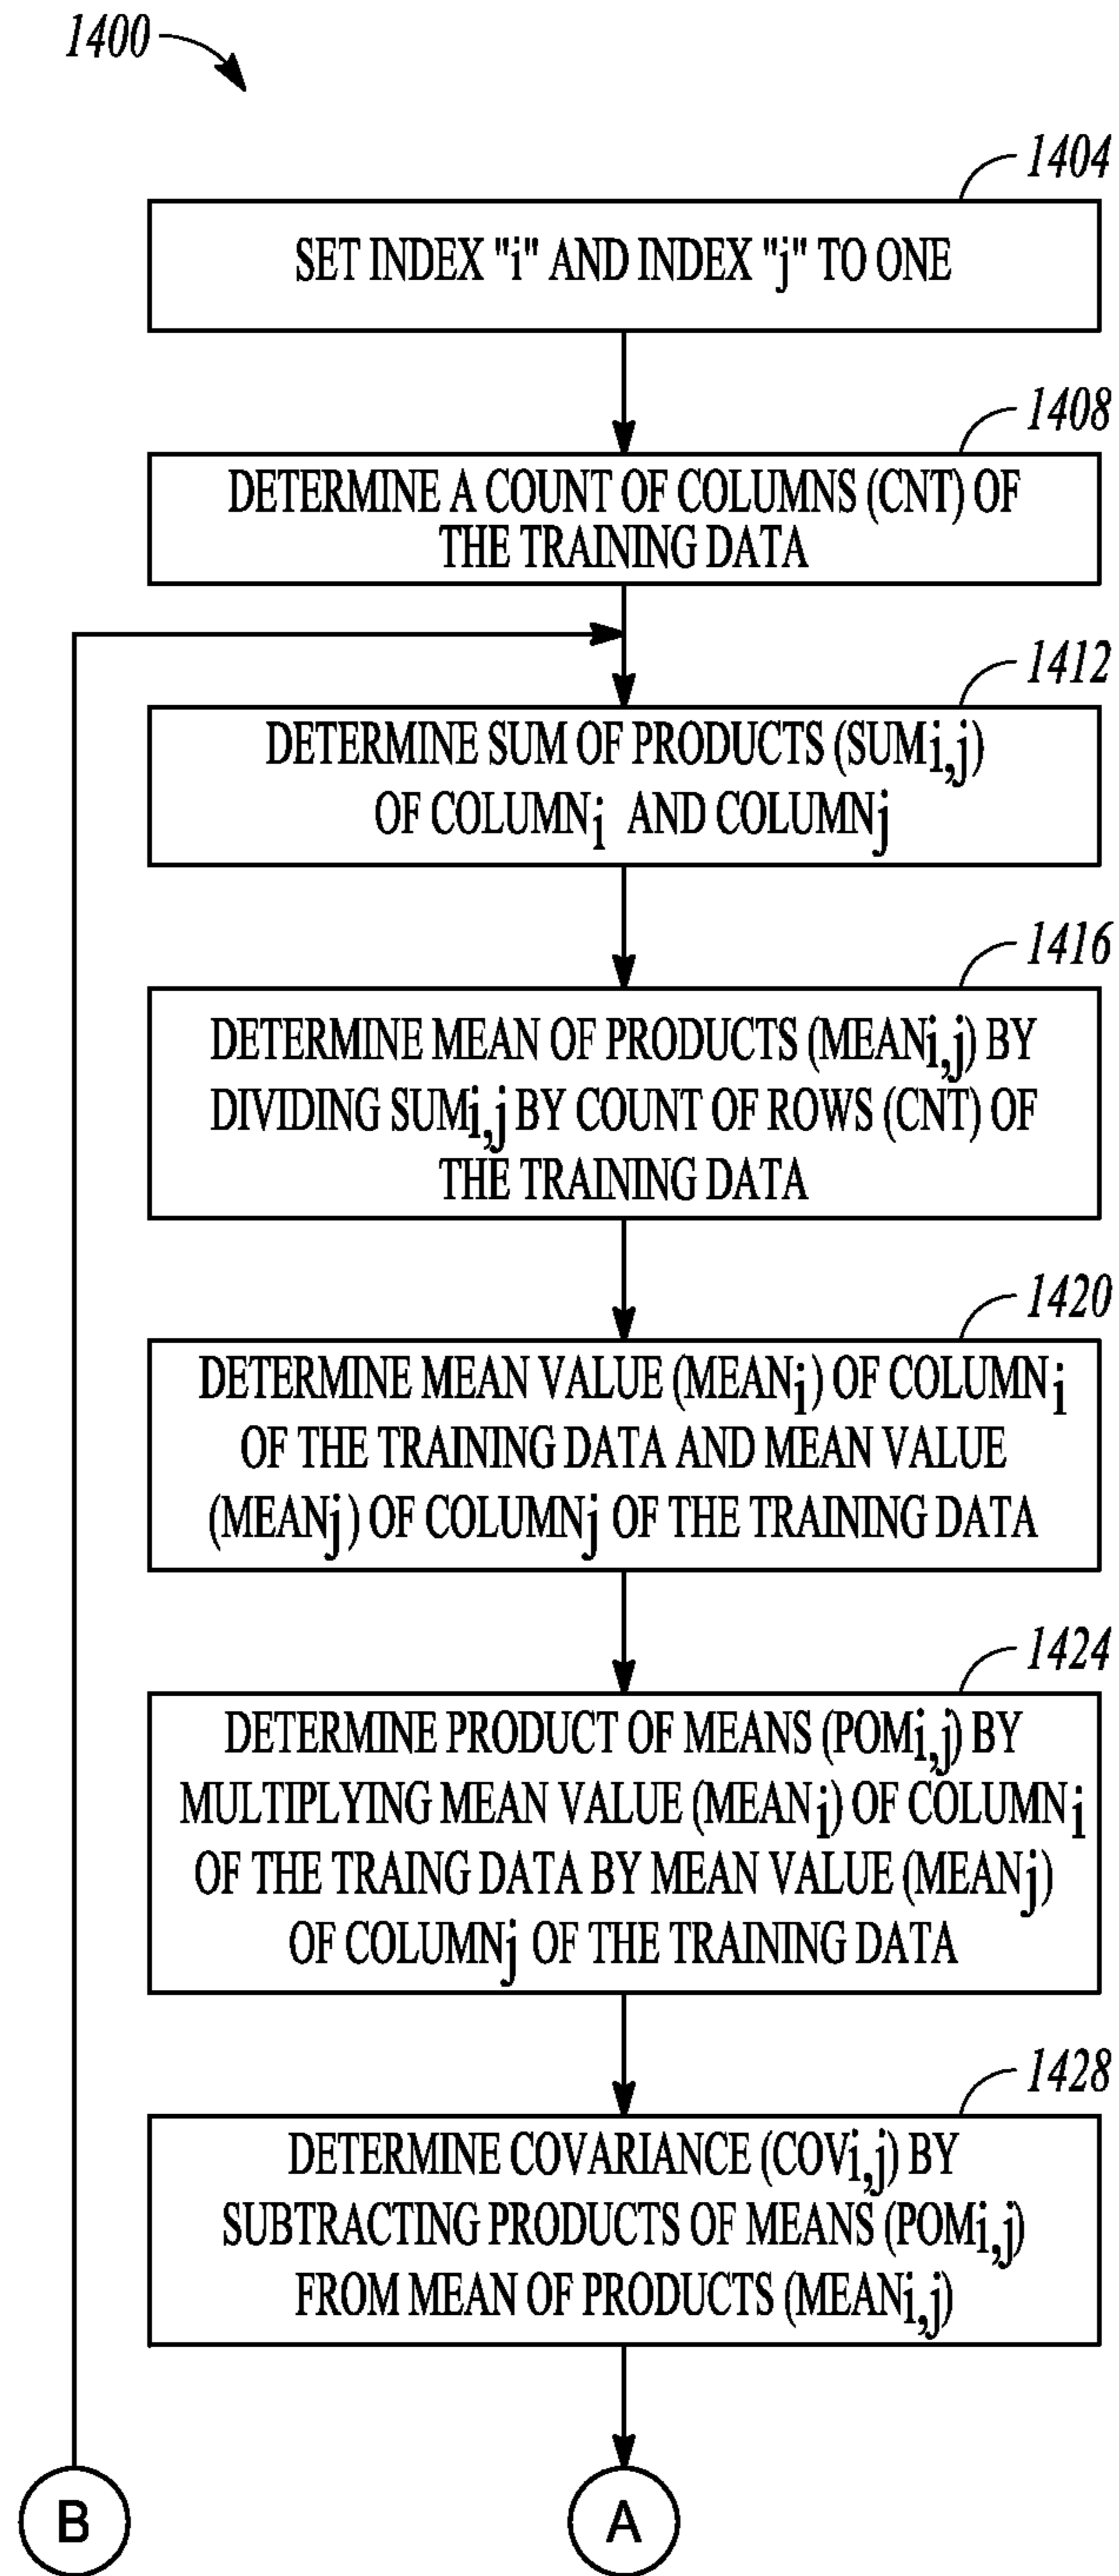 1400
1404
SET INDEX "i" AND INDEX "j" TO ONE
1408
DETERMINE A COUNT OF COLUMNS (CNT) OF
THE TRAINING DATA
1412
DETERMINE SUM OF PRODUCTS (SUMi,j)
OF COLUMNi AND COLUMNj
1416
DETERMINE MEAN OF PRODUCTS (MEANi,j) BY
DIVIDING SUMi,j BY COUNT OF ROWS (CNT) OF
THE TRAINING DATA
1420
DETERMINE MEAN VALUE (MEANi) OF COLUMNi
OF THE TRAINING DATA AND MEAN VALUE
(MEANj) OF COLUMNj OF THE TRAINING DATA
1424
DETERMINE PRODUCT OF MEANS (POMi,j) BY
MULTIPLYING MEAN VALUE (MEANi) OF COLUMNi
OF THE TRAING DATA BY MEAN VALUE (MEANj)
OF COLUMNj OF THE TRAINING DATA
1428
DETERMINE COVARIANCE (COVi,j) BY
SUBTRACTING PRODUCTS OF MEANS (POMi,j)
FROM MEAN OF PRODUCTS (MEANi,j)
B
A